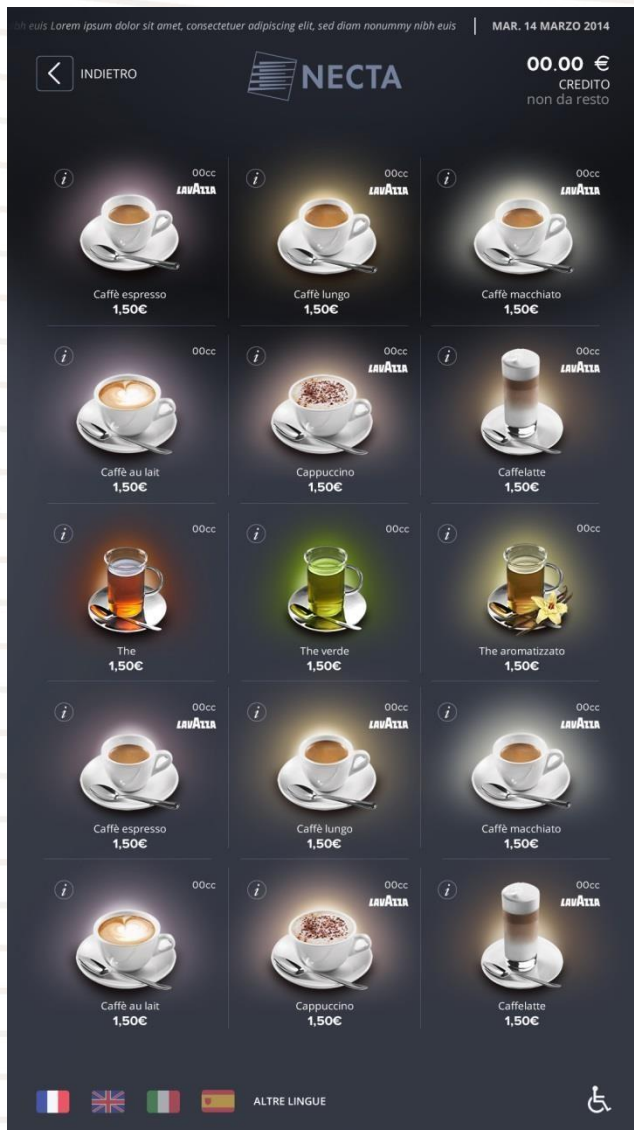 euis Lorem ipsum dolor sit amet, consectetuer adipiscing elit, sed diam nonummy nibh euis | MAR. 14 MARZO 2014
INDIETRO
NECTA
00.00 €
CREDITO
non da resto
i 00cc LAVAZZA
i 00cc LAVAZZA
i 00cc LAVAZZA
Caffè espresso
1,50€
Caffè lungo
1,50€
Caffè macchiato
1,50€
i 00cc
i 00cc LAVAZZA
i 00cc LAVAZZA
Caffè au lait
1,50€
Cappuccino
1,50€
Caffelatte
1,50€
i 00cc
i 00cc
i 00cc
The
1,50€
The verde
1,50€
The aromatizzato
1,50€
i 00cc LAVAZZA
i 00cc LAVAZZA
i 00cc LAVAZZA
Caffè espresso
1,50€
Caffè lungo
1,50€
Caffè macchiato
1,50€
i 00cc
i 00cc LAVAZZA
i 00cc LAVAZZA
Caffè au lait
1,50€
Cappuccino
1,50€
Caffelatte
1,50€
ALTRE LINGUE